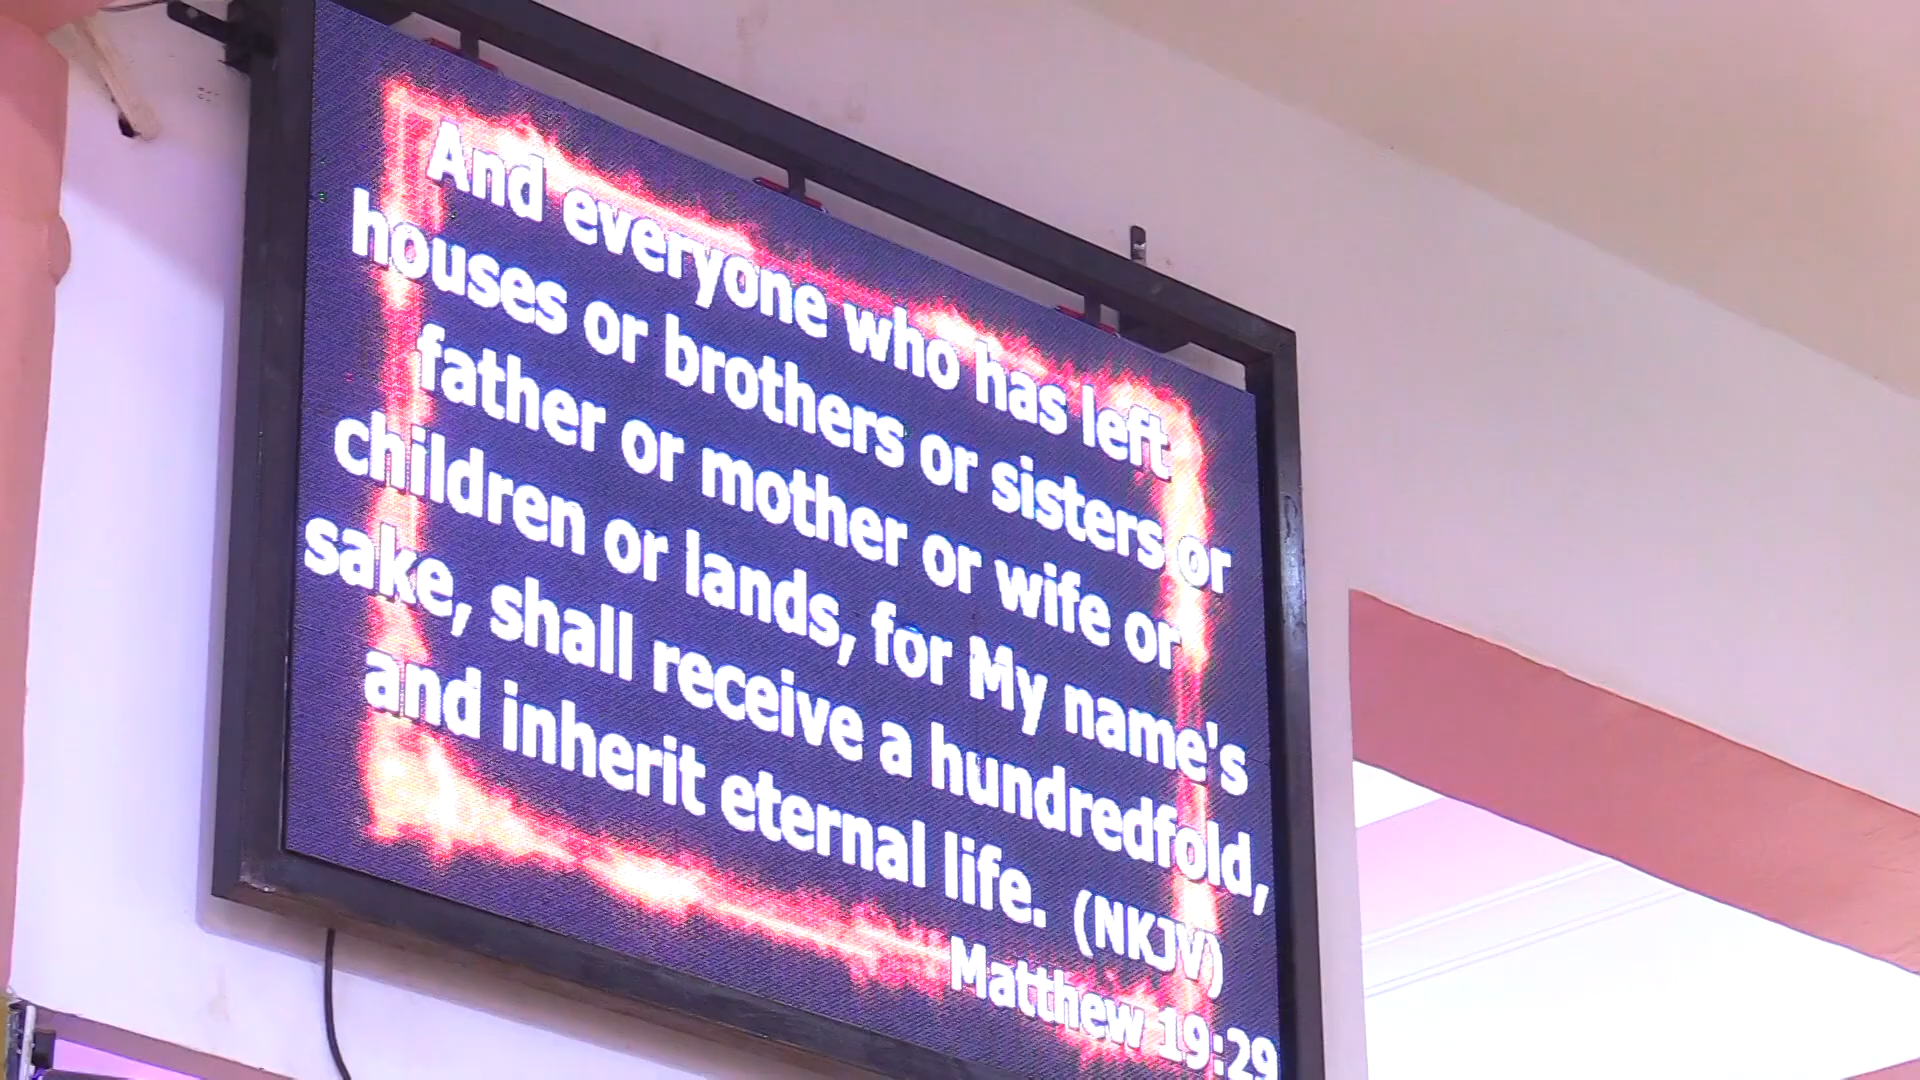 And everyone who has left
houses or brothers or sisters or
father or mother or wife or
children or lands, for My name's
sake, shall receive a hundredfold,
and inherit eternal life. (NKJV)
Matthew 19:29